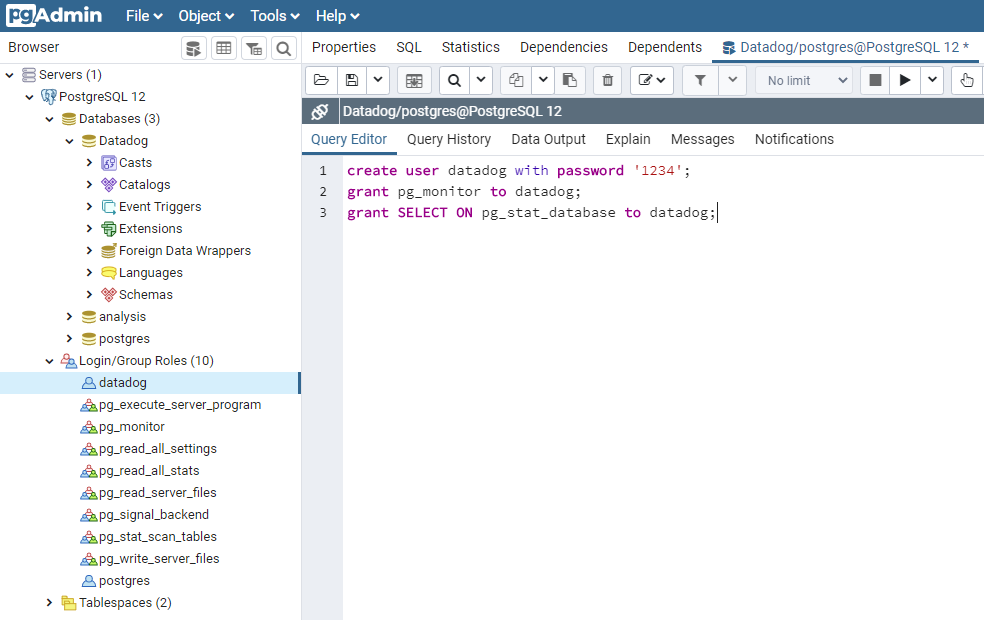 pgAdmin File Object Tools Help
Browser
Properties SQL Statistics Dependencies Dependents Datadog/postgres@PostgreSQL 12 *
No limit
Datadog/postgres@PostgreSQL 12
Query Editor Query History Data Output Explain Messages Notifications
Servers (1)
PostgreSQL 12
Databases (3)
Datadog
Casts
Catalogs
Event Triggers
Extensions
Foreign Data Wrappers
Languages
Schemas
analysis
postgres
Login/Group Roles (10)
datadog
pg_execute_server_program
pg_monitor
pg_read_all_settings
pg_read_all_stats
pg_read_server_files
pg_signal_backend
pg_stat_scan_tables
pg_write_server_files
postgres
Tablespaces (2)
1 create user datadog with password '1234';
2 grant pg_monitor to datadog;
3 grant SELECT ON pg_stat_database to datadog;